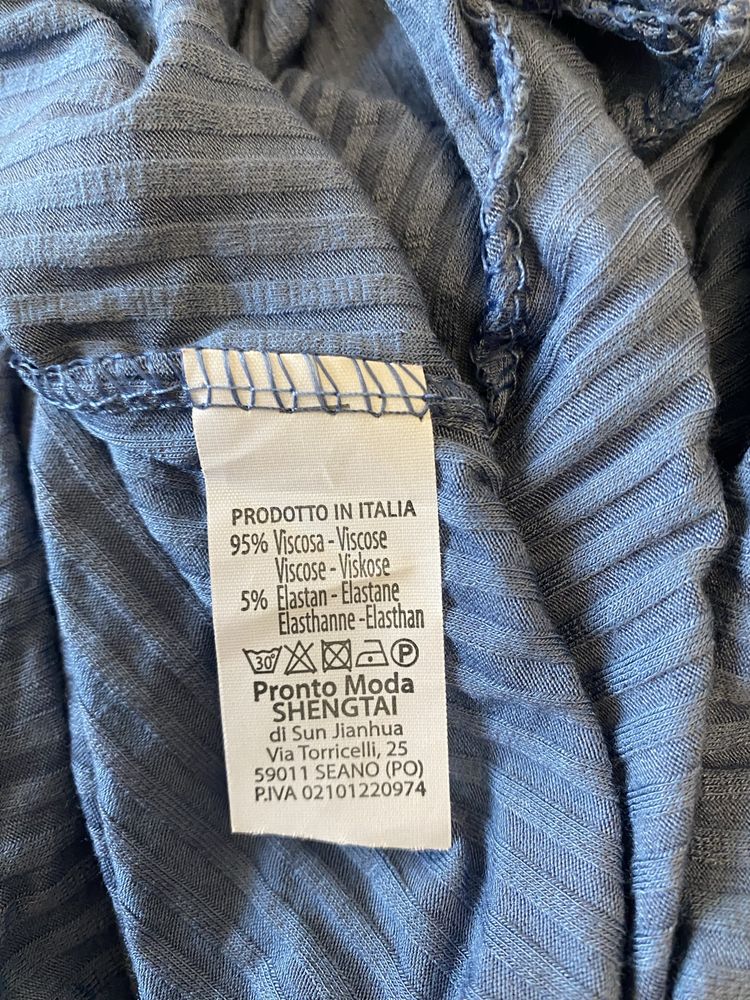 PRODOTTO IN ITALIA
95% Viscosa - Viscose
Viscose - Viskose
5% Elastan - Elastane
Elasthanne - Elasthan
30° P
Pronto Moda
SHENGTAI
di Sun Jianhua
Via Torricelli, 25
59011 SEANO (PO)
P.IVA 02101220974